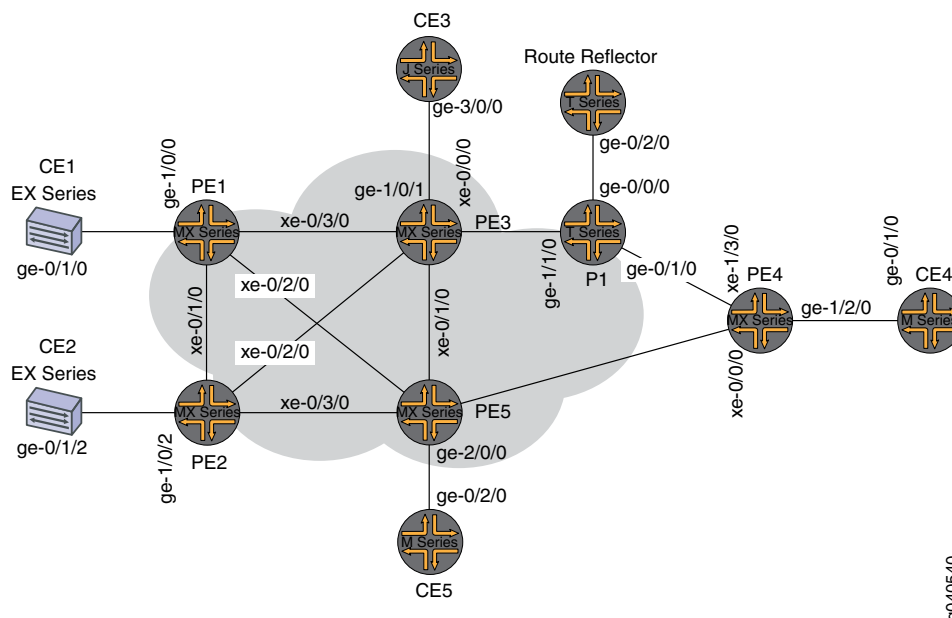 CE3
J Series
ge-3/0/0
Route Reflector
T Series
ge-0/2/0
CE1
EX Series
ge-0/1/0
ge-1/0/0
PE1
MX Series
xe-0/3/0
ge-1/0/1
xe-0/0/0
MX Series
PE3
ge-0/0/0
T Series
ge-1/1/0
P1
ge-0/1/0
xe-1/3/0
PE4
MX Series
xe-0/0/0
ge-1/2/0
ge-0/1/0
CE4
M Series
xe-0/1/0
xe-0/2/0
xe-0/2/0
xe-0/1/0
CE2
EX Series
ge-0/1/2
ge-1/0/2
MX Series
PE2
xe-0/3/0
MX Series
PE5
ge-2/0/0
ge-0/2/0
M Series
CE5
g040540